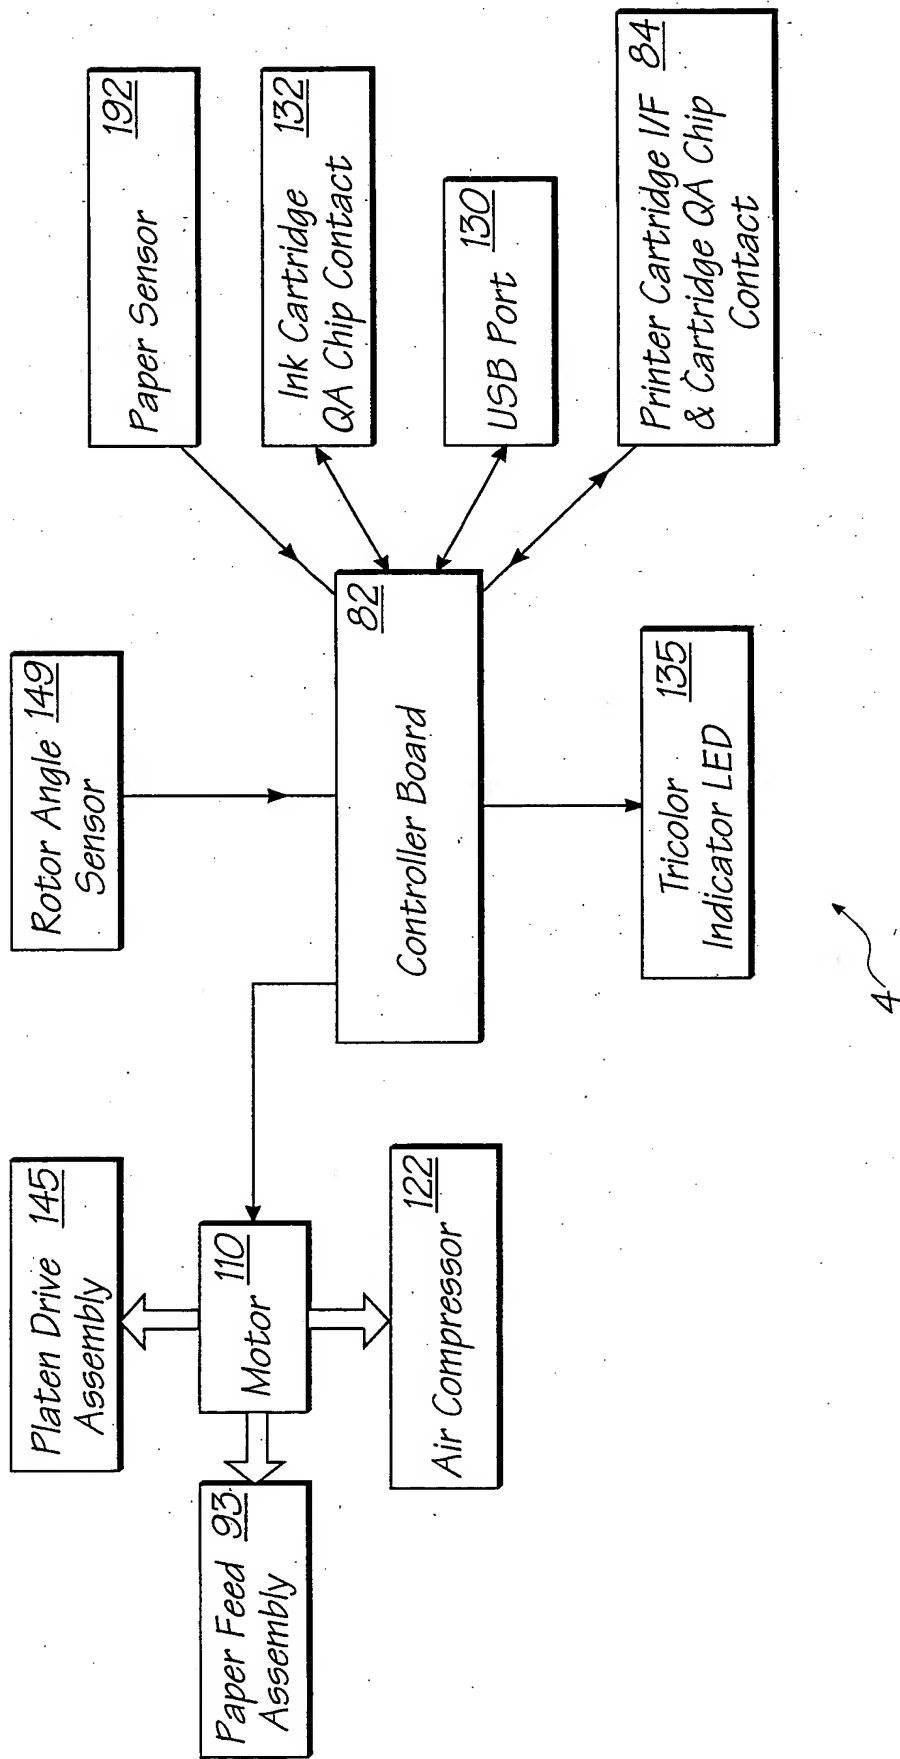 Platen Drive 145
Assembly
Rotor Angle 149
Sensor
192
Paper Sensor
Paper Feed 93
Assembly
110
Motor
Ink Cartridge 132
QA Chip Contact
82
Controller Board
122
Air Compressor
130
USB Port
Printer Cartridge I/F 84
& Cartridge QA Chip
Contact
Tricolor 135
Indicator LED
4